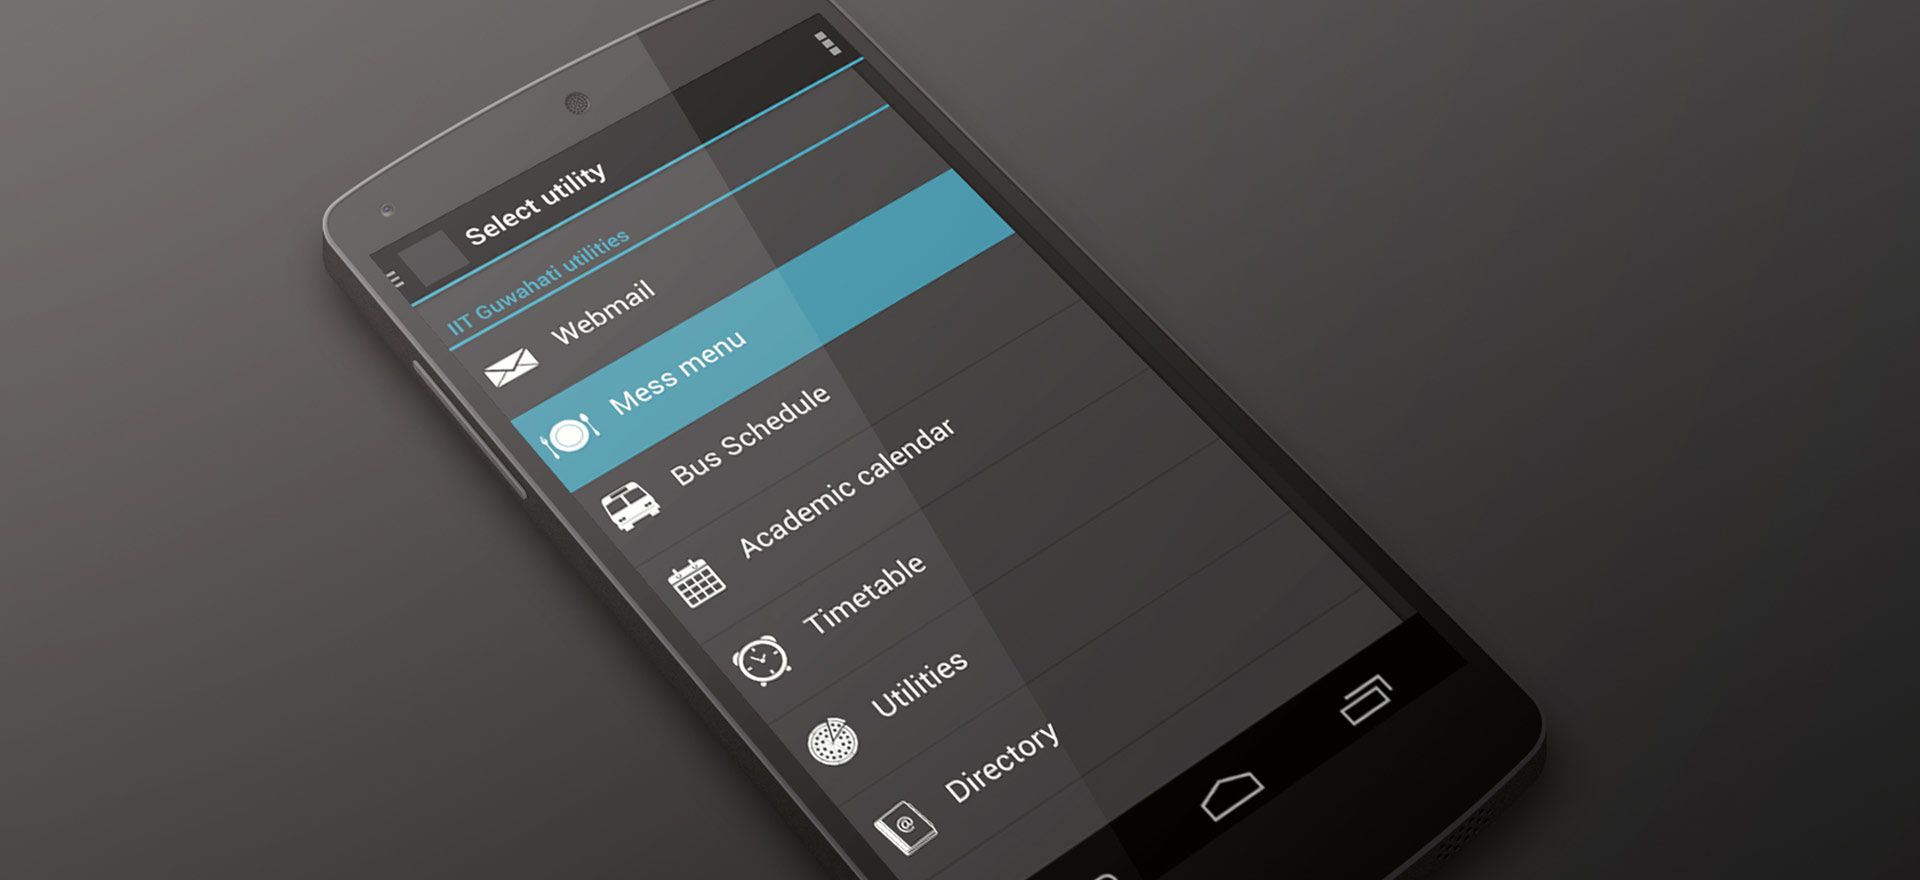 Select utility
IIT Guwahati utilities
Webmail
Mess menu
Bus Schedule
Academic calendar
Timetable
Utilities
Directory
@